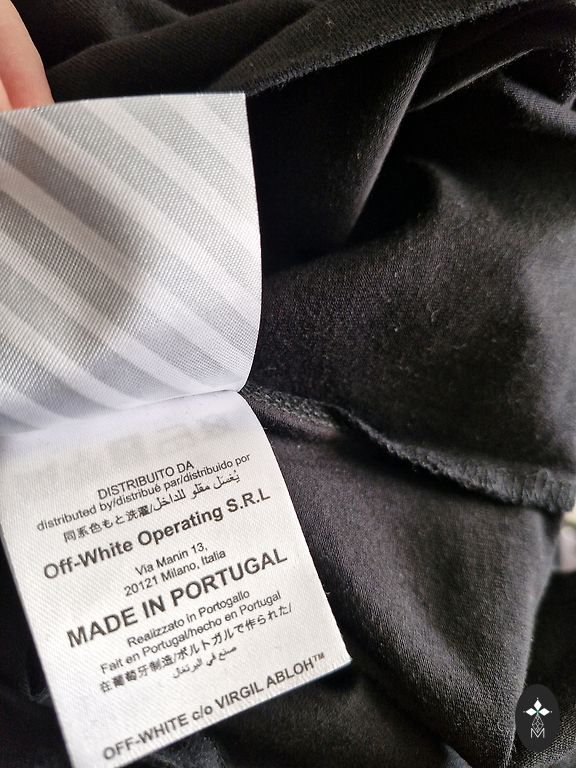 DISTRIBUITO DA
distributed by/distribué par/distribuido por
同系色もと洗濯/يُغسل مقلو للداخل
Off-White Operating S.R.L
Via Manin 13,
20121 Milano, Italia
MADE IN PORTUGAL
Realizzato in Portogallo
Fait en Portugal/hecho en Portugal
在葡萄牙制造/ポルトガルで作られた/
صنع في البرتغال
OFF-WHITE c/o VIRGIL ABLOH™
M